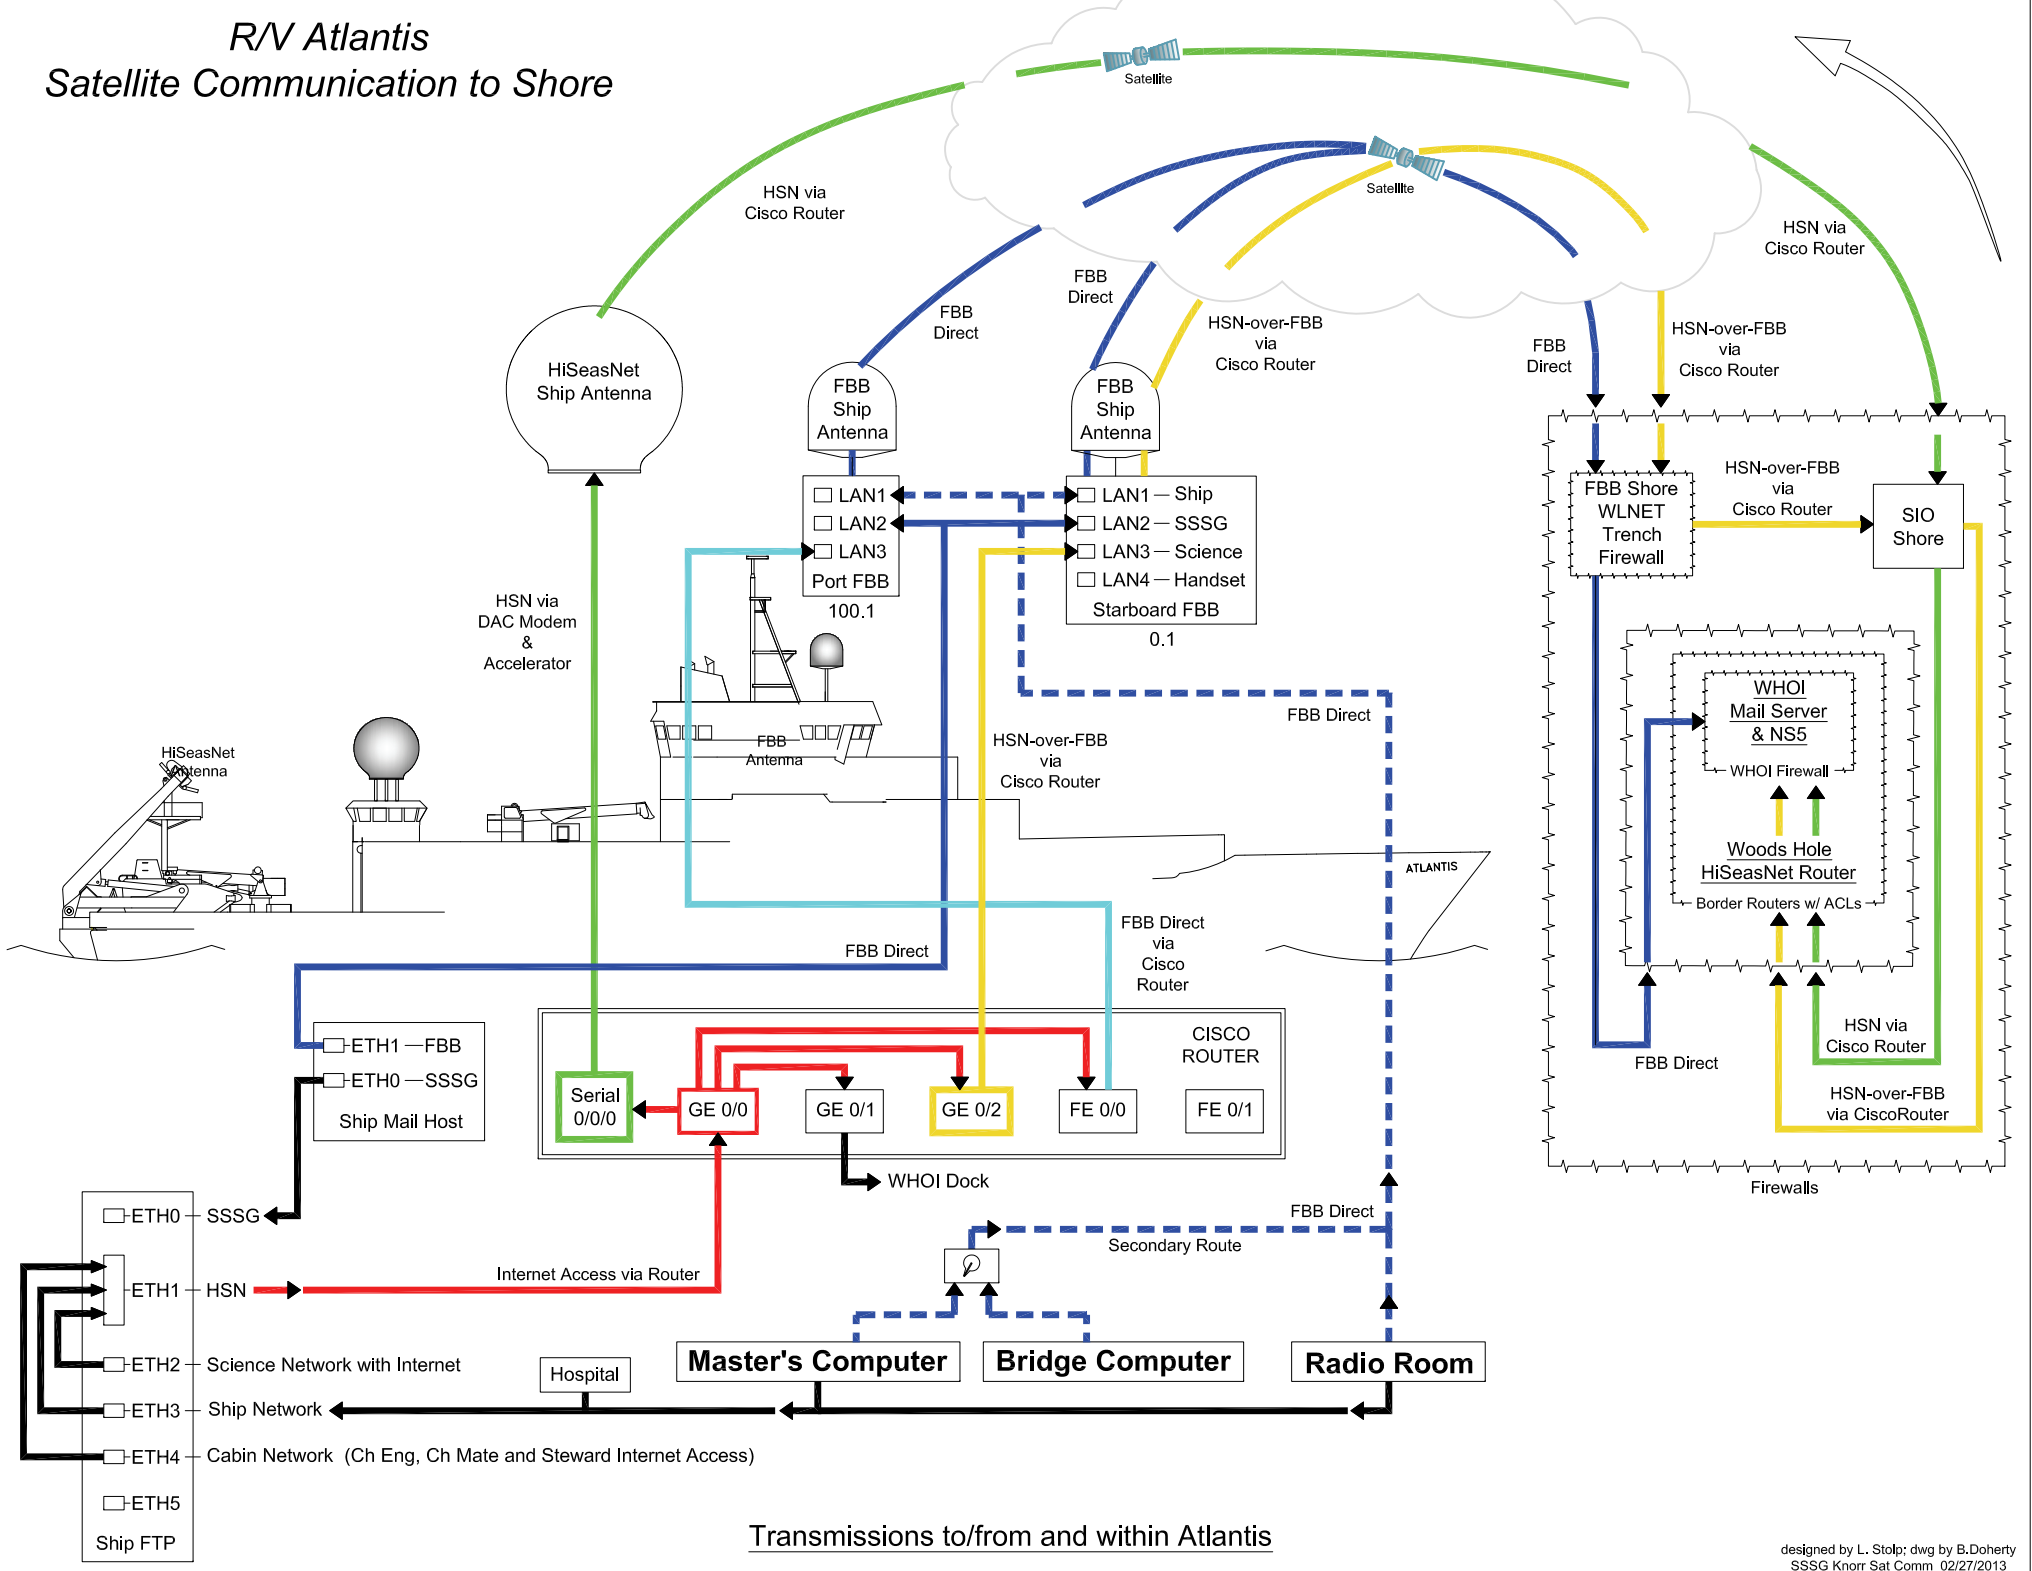 R/V Atlantis
Satellite Communication to Shore
Satellite
Satelllte
HSN via
Cisco Router
HSN via
Cisco Router
FBB
Direct
FBB
Direct
HSN-over-FBB
via
Cisco Router
FBB
Direct
HSN-over-FBB
via
Cisco Router
HiSeasNet
Ship Antenna
FBB
Ship
Antenna
FBB
Ship
Antenna
LAN1
LAN2
LAN3
Port FBB
100.1
LAN1 — Ship
LAN2 — SSSG
LAN3 — Science
LAN4 — Handset
Starboard FBB
0.1
HSN-over-FBB
via
Cisco Router
FBB Shore
WLNET
Trench
Firewall
SIO
Shore
HSN via
DAC Modem
&
Accelerator
FBB Direct
WHOI
Mail Server
& NS5
WHOI Firewall
Woods Hole
HiSeasNet Router
Border Routers w/ ACLs
HiSeasNet
Antenna
FBB
Antenna
HSN-over-FBB
via
Cisco Router
ATLANTIS
FBB Direct
FBB Direct
via
Cisco
Router
HSN via
Cisco Router
FBB Direct
HSN-over-FBB
via CiscoRouter
Firewalls
ETH1 — FBB
ETH0 — SSSG
Ship Mail Host
CISCO
ROUTER
Serial
0/0/0
GE 0/0
GE 0/1
GE 0/2
FE 0/0
FE 0/1
WHOI Dock
FBB Direct
Secondary Route
ETH0 — SSSG
Internet Access via Router
ETH1 — HSN
ETH2 — Science Network with Internet
ETH3 — Ship Network
ETH4 — Cabin Network (Ch Eng, Ch Mate and Steward Internet Access)
ETH5
Ship FTP
Hospital
Master's Computer
Bridge Computer
Radio Room
Transmissions to/from and within Atlantis
designed by L. Stolp; dwg by B.Doherty
SSSG Knorr Sat Comm 02/27/2013